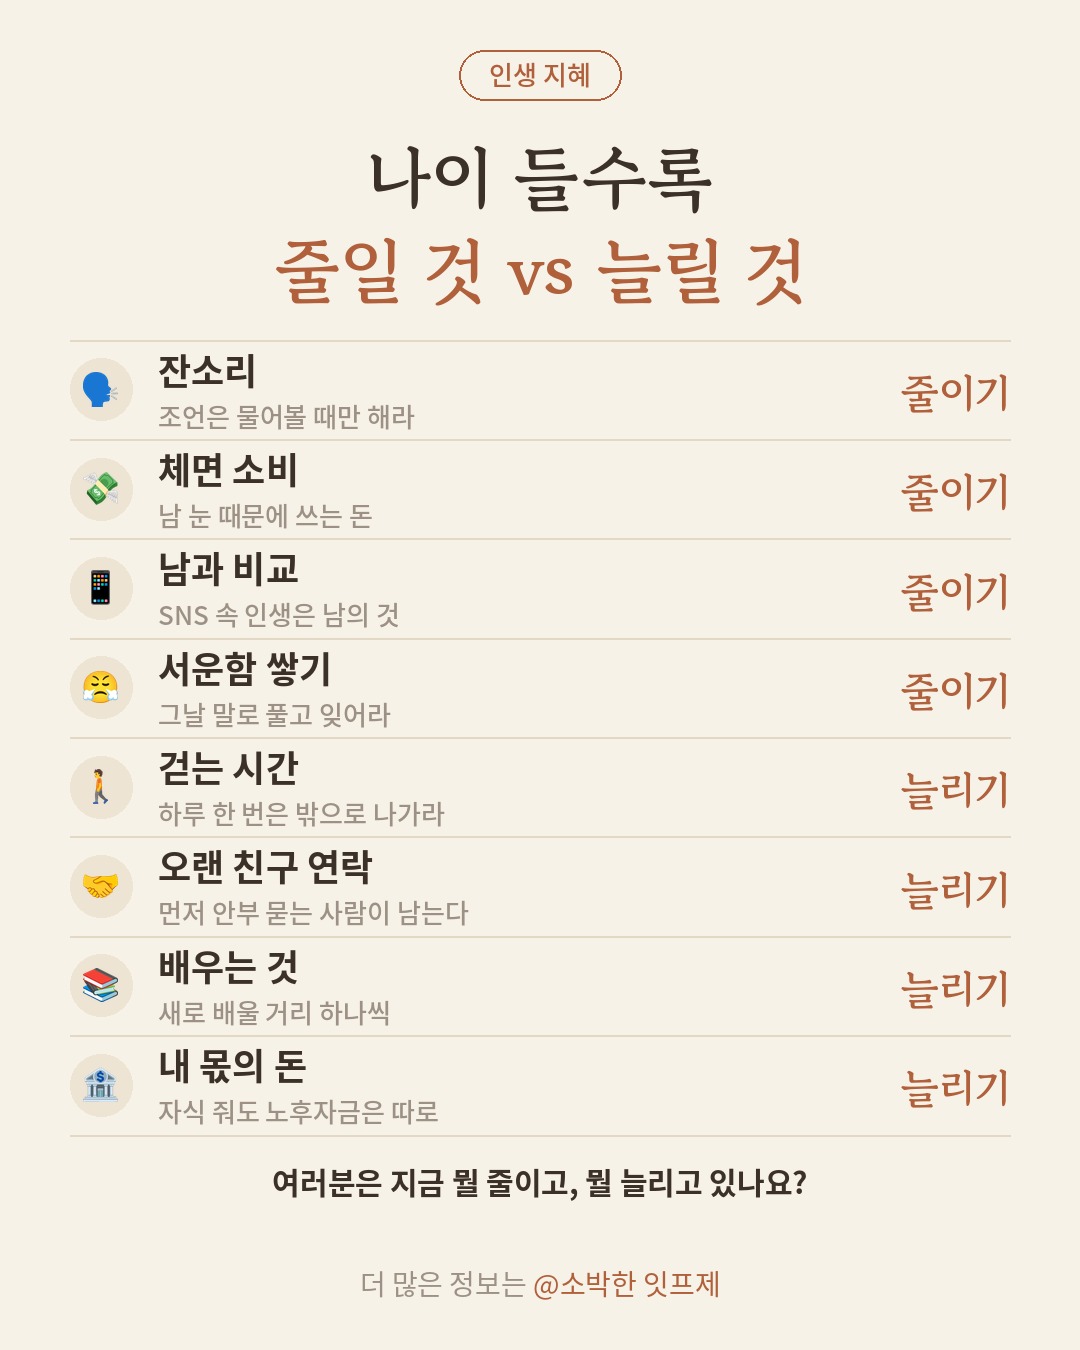 인생 지혜
나이 들수록
줄일 것 vs 늘릴 것
잔소리
조언은 물어볼 때만 해라
줄이기
체면 소비
남 눈 때문에 쓰는 돈
줄이기
남과 비교
SNS 속 인생은 남의 것
줄이기
서운함 쌓기
그날 말로 풀고 잊어라
줄이기
걷는 시간
하루 한 번은 밖으로 나가라
늘리기
오랜 친구 연락
먼저 안부 묻는 사람이 남는다
늘리기
배우는 것
새로 배울 거리 하나씩
늘리기
내 몫의 돈
자식 줘도 노후자금은 따로
늘리기
여러분은 지금 뭘 줄이고, 뭘 늘리고 있나요?
더 많은 정보는 @소박한 잇프제